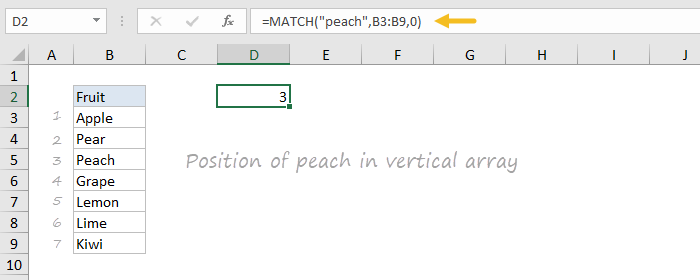 D2 fx =MATCH("peach",B3:B9,0)
A B C D E F G H I J
1
2 Fruit 3
3 1 Apple
4 2 Pear
5 3 Peach Position of peach in vertical array
6 4 Grape
7 5 Lemon
8 6 Lime
9 7 Kiwi
10